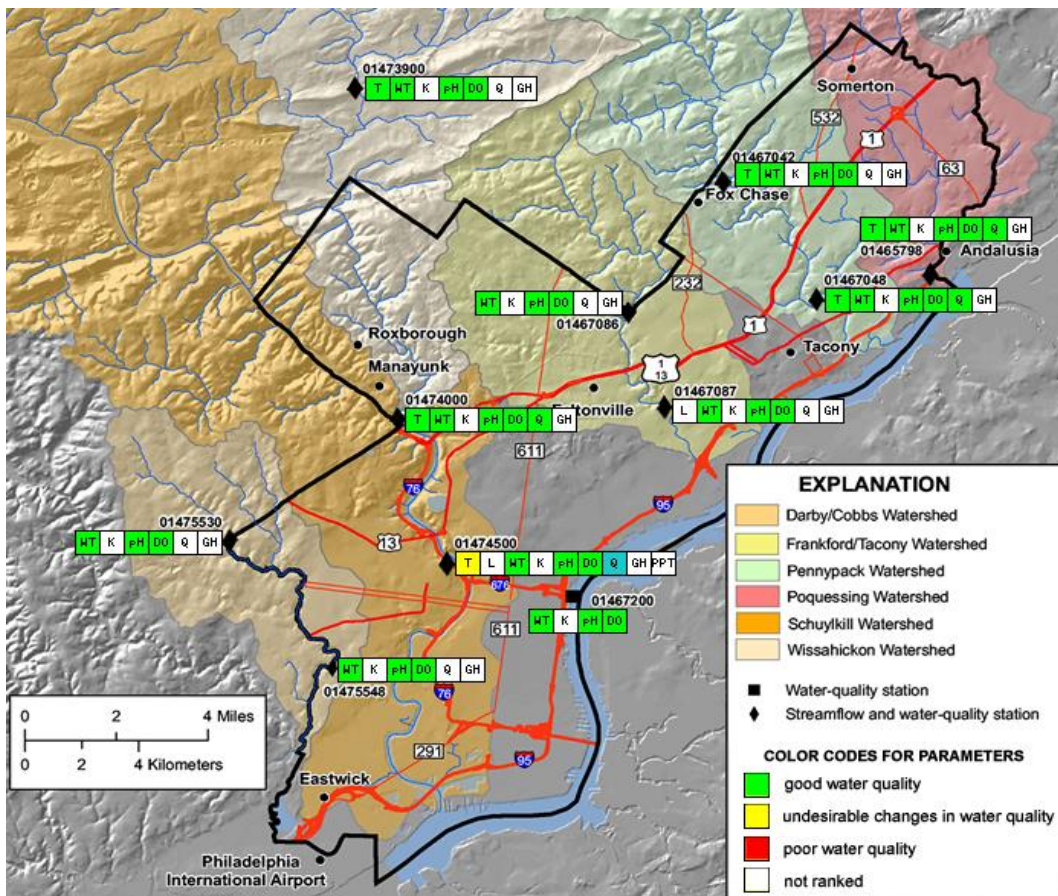 01473900
T WT K pH DO Q GH
Somerton
532
1
01467042
T WT K pH DO Q GH
Fox Chase
63
T WT K pH DO Q GH
01465798
Andalusia
232
01467048
T WT K pH DO Q GH
WT K pH DO Q GH
01467086
1
Roxborough
Tacony
Manayunk
1
13
01474000
T WT K pH DO Q GH
ltonville
01467087
L WT K pH DO Q GH
611
76
95
01475530
WT K pH DO Q GH
13
01474500
T L WT K pH DO Q GH PPT
676
01467200
WT K pH DO
611
WT K pH DO Q GH
01475548
76
291
95
Eastwick
Philadelphia
International Airport
0 2 4 Miles
0 2 4 Kilometers
EXPLANATION
Darby/Cobbs Watershed
Frankford/Tacony Watershed
Pennypack Watershed
Poquessing Watershed
Schuylkill Watershed
Wissahickon Watershed
Water-quality station
Streamflow and water-quality station
COLOR CODES FOR PARAMETERS
good water quality
undesirable changes in water quality
poor water quality
not ranked